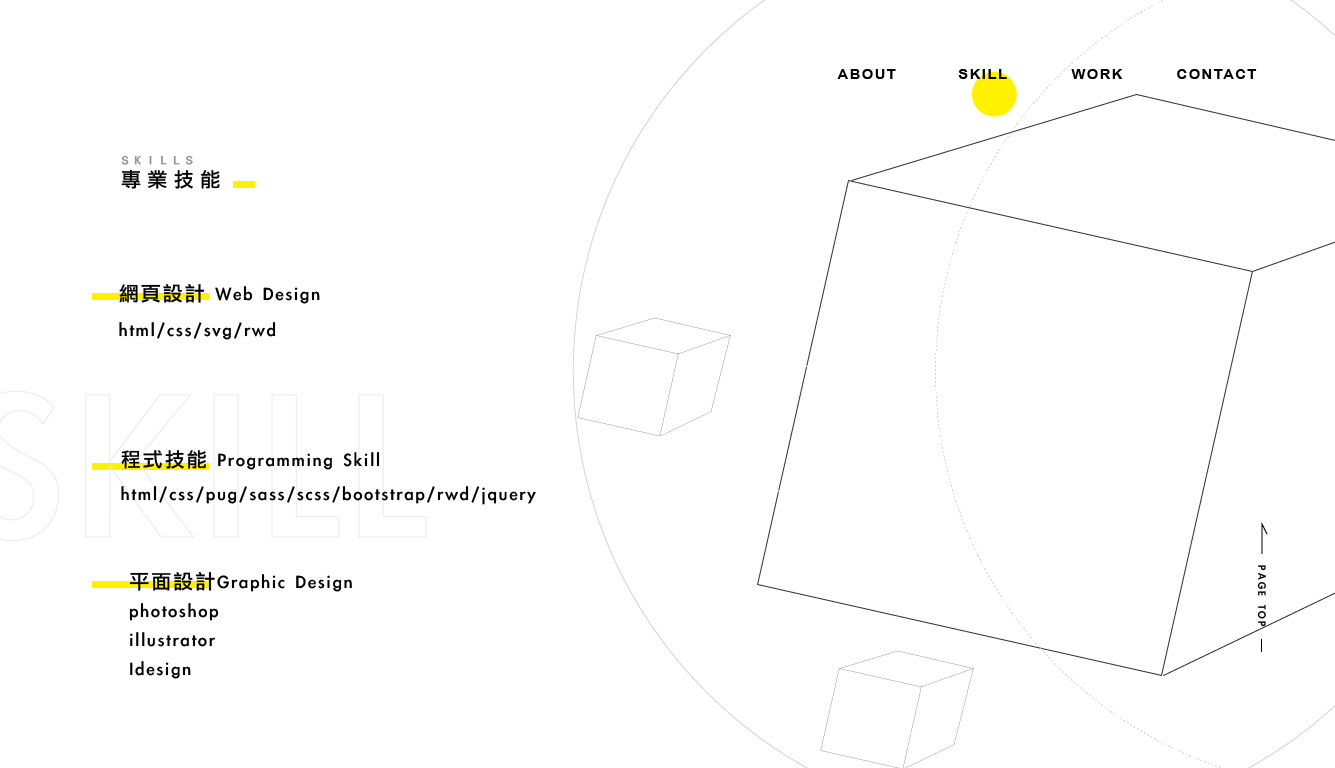 ABOUT SKILL WORK CONTACT
SKILLS
專業技能
網頁設計 Web Design
html/css/svg/rwd
SKILL
程式技能 Programming Skill
html/css/pug/sass/scss/bootstrap/rwd/jquery
平面設計Graphic Design
photoshop
illustrator
Idesign
PAGE TOP